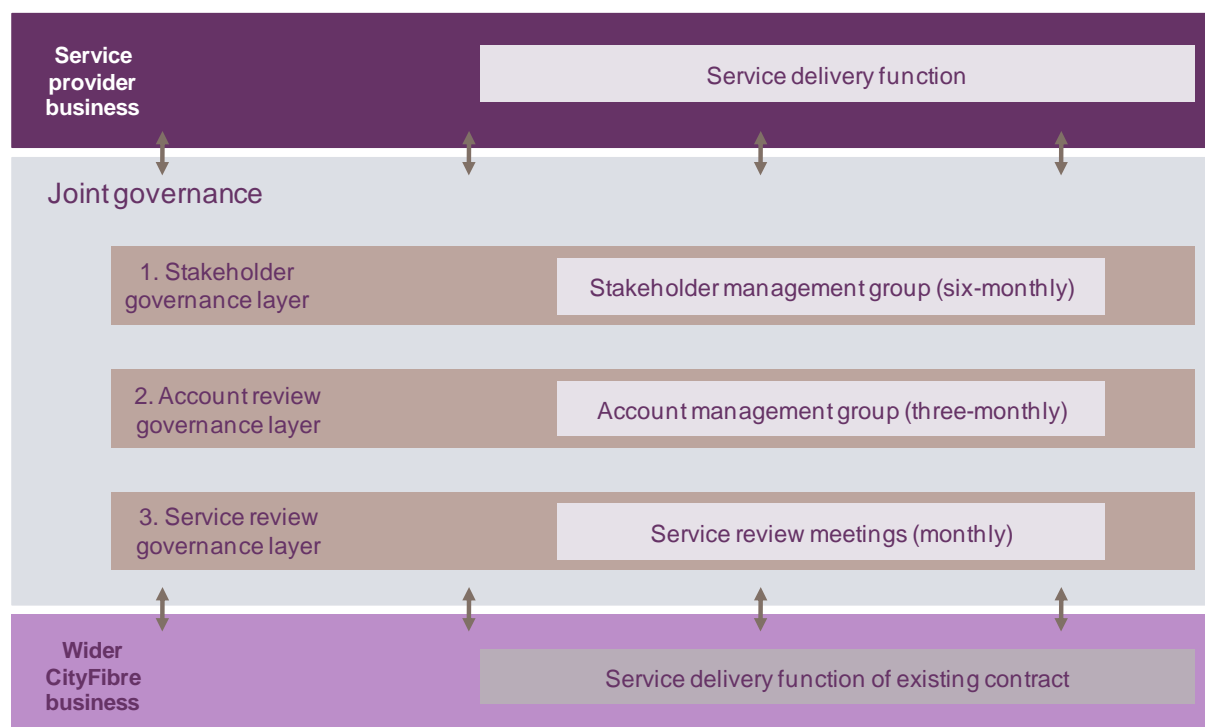 Service
provider
business
Service delivery function
Joint governance
1. Stakeholder
governance layer
Stakeholder management group (six-monthly)
2. Account review
governance layer
Account management group (three-monthly)
3. Service review
governance layer
Service review meetings (monthly)
Wider
CityFibre
business
Service delivery function of existing contract